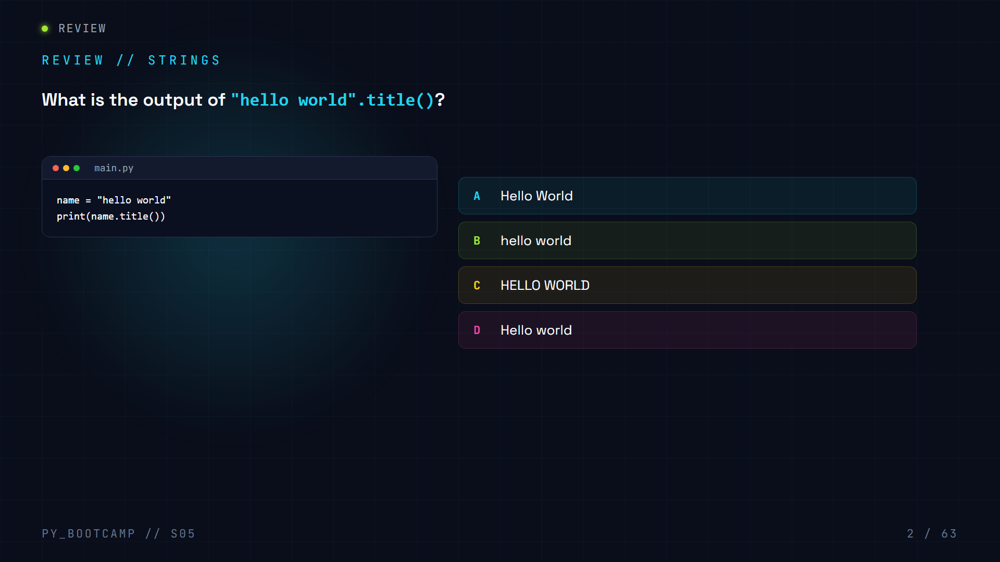 REVIEW
REVIEW // STRINGS
What is the output of "hello world".title()?
main.py
name = "hello world"
print(name.title())
A Hello World
B hello world
C HELLO WORLD
D Hello world
PY_BOOTCAMP // S05
2 / 63